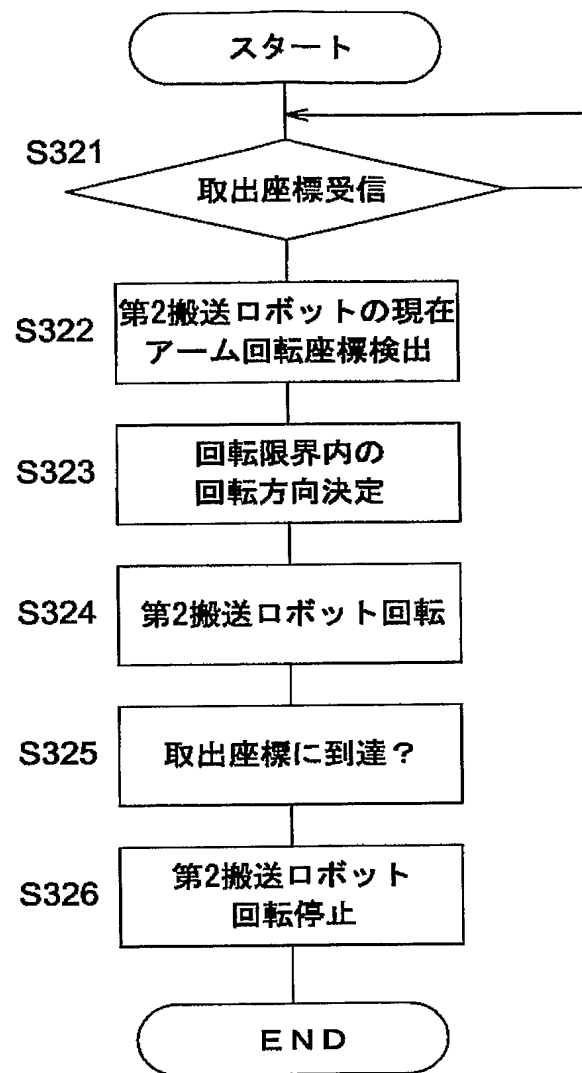 スタート
S321
取出座標受信
S322
第2搬送ロボットの現在
アーム回転座標検出
S323
回転限界内の
回転方向決定
S324
第2搬送ロボット回転
S325
取出座標に到達？
S326
第2搬送ロボット
回転停止
END